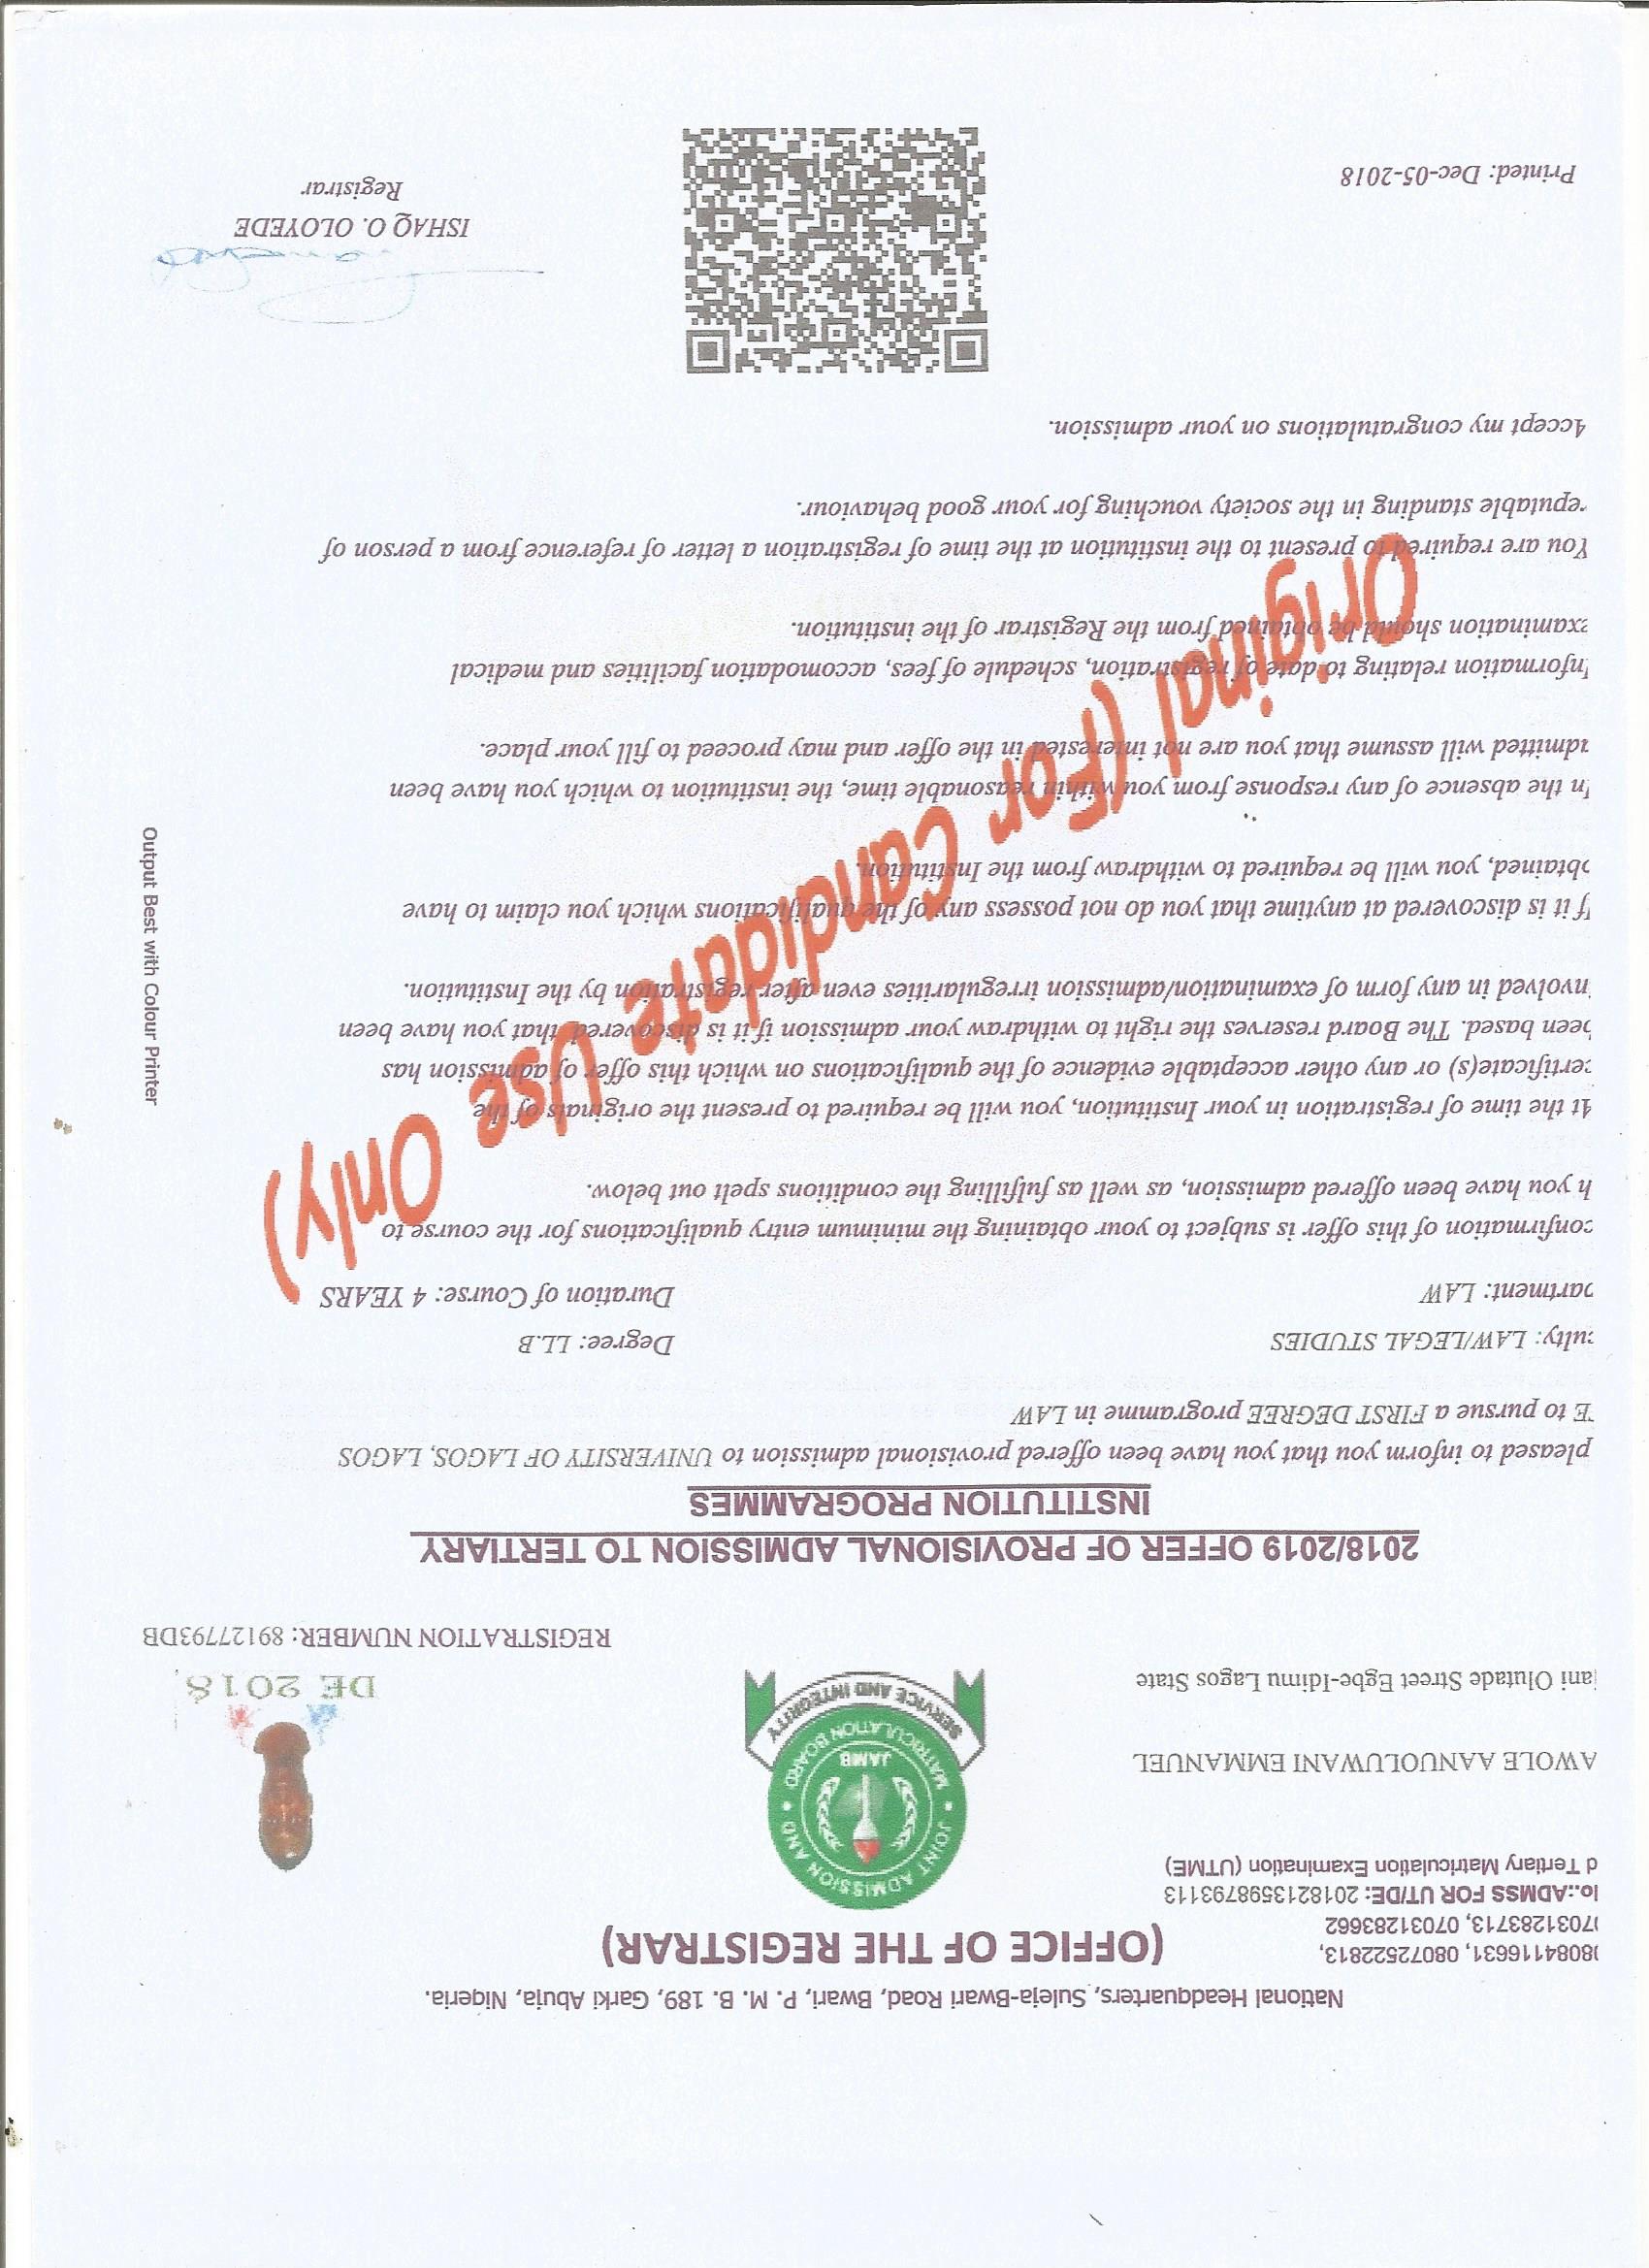 National Headquarters, Suleja-Bwari Road, Bwari, P. M. B. 189, Garki Abuja, Nigeria.
(OFFICE OF THE REGISTRAR)
08084116631, 08072522813,
07031283713, 07031283662
lo.:ADMSS FOR UT/DE: 20182135987931 13
d Tertiary Matriculation Examination (UTME)
JOINT ADMISSION AND MATRICULATION BOARD
JAMB
SERVICE AND INTEGRITY
AWOLE AANUOLUWANI EMMANUEL
jani Olutade Street Egbe-Idimu Lagos State
DE 2018,
REGISTRATION NUMBER: 89127793DB
2018/2019 OFFER OF PROVISIONAL ADMISSION TO TERTIARY
INSTITUTION PROGRAMMES
pleased to inform you that you have been offered provisional admission to UNIVERSITY OF LAGOS, LAGOS
E to pursue a FIRST DEGREE programme in LAW
culty: LAW/LEGAL STUDIES Degree: LL.B
partment: LAW Duration of Course: 4 YEARS
confirmation of this offer is subject to your obtaining the minimum entry qualifications for the course to
h you have been offered admission, as well as fulfilling the conditions spelt out below.
At the time of registration in your Institution, you will be required to present the originals of the
certificate(s) or any other acceptable evidence of the qualifications on which this offer of admission has
been based. The Board reserves the right to withdraw your admission if it is discovered, that you have been
involved in any form of examination/admission irregularities even after registration by the Institution.
If it is discovered at anytime that you do not possess any of the qualifications which you claim to have
obtained, you will be required to withdraw from the Institution.
In the absence of any response from you within reasonable time, the institution to which you have been
admitted will assume that you are not interested in the offer and may proceed to fill your place.
Information relating to date of registration, schedule of fees, accomodation facilities and medical
examination should be obtained from the Registrar of the institution.
You are required to present to the institution at the time of registration a letter of reference from a person of
reputable standing in the society vouching for your good behaviour.
Accept my congratulations on your admission.
Original (For Candidate Use Only)
Output Best with Colour Printer
Printed: Dec-05-2018
ISHAQ O. OLOYEDE
Registrar